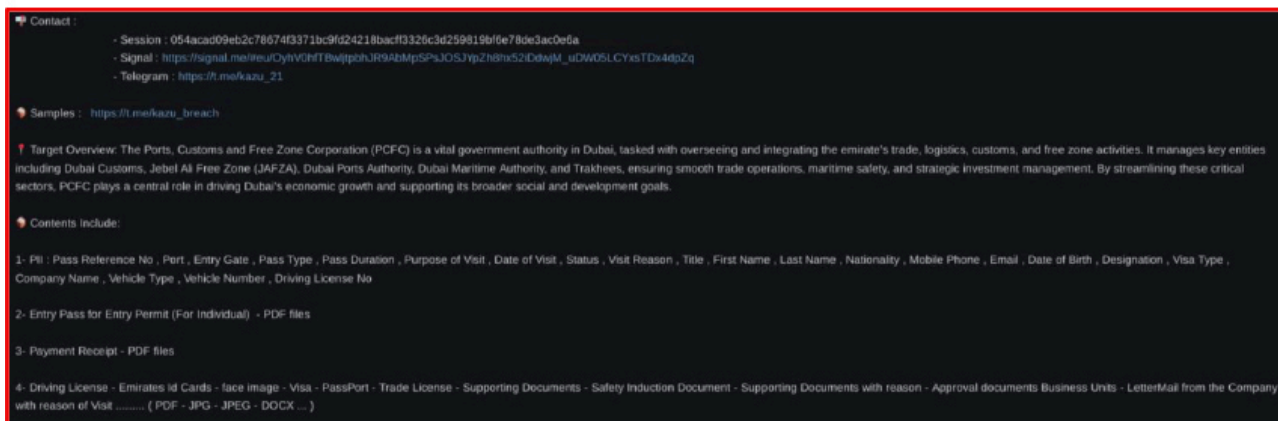 Contact :
- Session : 054acad09eb2c78674f3371bc9fd24218bacff3326c3d259819bf6e78de3ac0e6a
- Signal :
- Telegram : https://t.me/kazu_21
Samples : https://t.me/kazu_breach
Target Overview: The Ports, Customs and Free Zone Corporation (PCFC) is a vital government authority in Dubai, tasked with overseeing and integrating the emirate's trade, logistics, customs, and free zone activities. It manages key entities
including Dubai Customs, Jebel Ali Free Zone (JAFZA), Dubai Ports Authority, Dubai Maritime Authority, and Trakhees, ensuring smooth trade operations, maritime safety, and strategic investment management. By streamlining these critical
sectors, PCFC plays a central role in driving Dubai's economic growth and supporting its broader social and development goals.
Contents Include:
1- PII : Pass Reference No , Port , Entry Gate , Pass Type , Pass Duration , Purpose of Visit , Date of Visit , Status , Visit Reason , Title , First Name , Last Name , Nationality , Mobile Phone , Email , Date of Birth , Designation , Visa Type ,
Company Name , Vehicle Type , Vehicle Number , Driving License No
2- Entry Pass for Entry Permit (For Individual) - PDF files
3- Payment Receipt - PDF files
4- Driving License - Emirates Id Cards - face image - Visa - PassPort - Trade License - Supporting Documents - Safety Induction Document - Supporting Documents with reason - Approval documents Business Units - LetterMail from the Company
with reason of Visit ......... ( PDF - JPG - JPEG - DOCX ... )